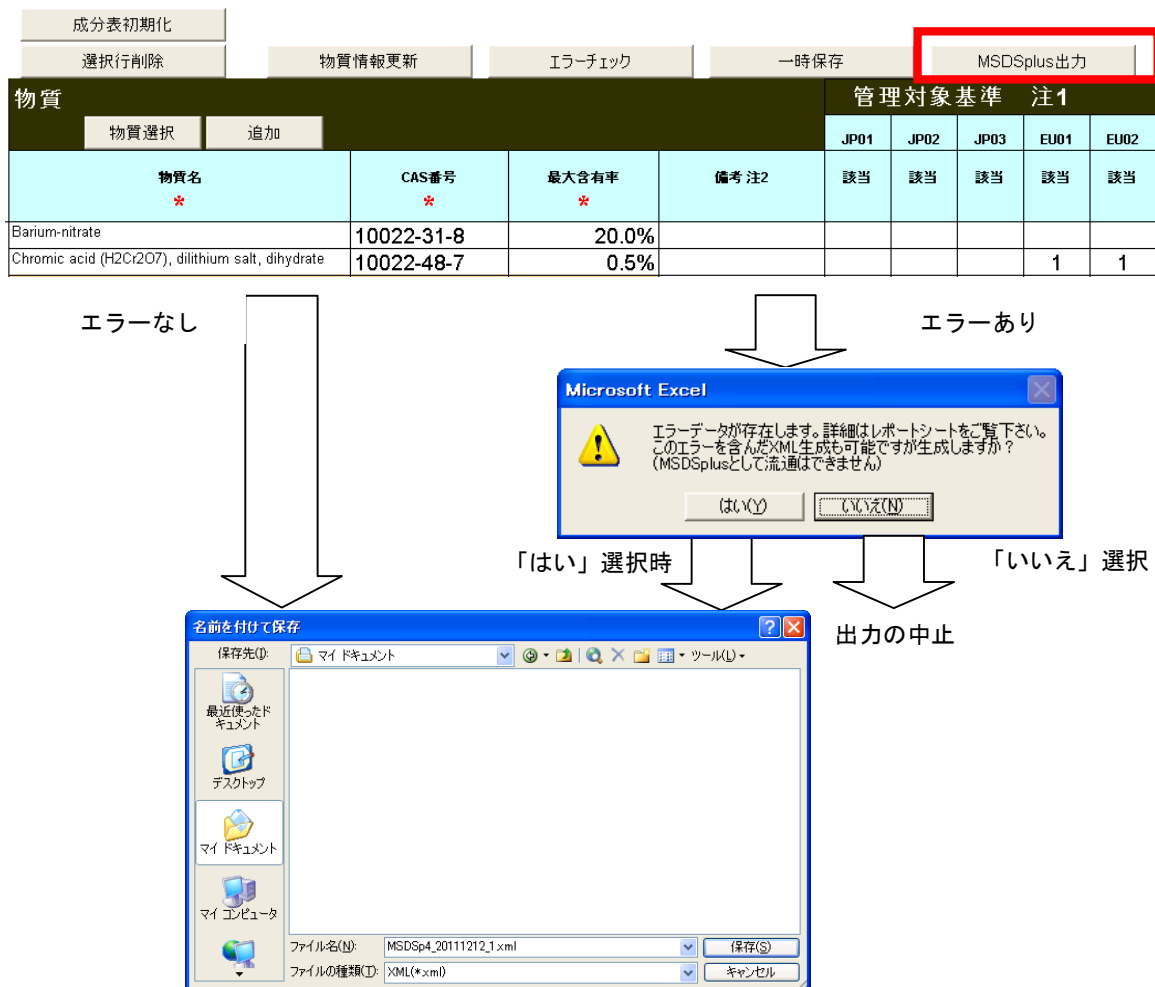 成分表初期化
選択行削除
物質情報更新
エラーチェック
一時保存
MSDSplus出力
物質
管理対象基準 注1
物質選択
追加
JP01
JP02
JP03
EU01
EU02
物質名
*
CAS番号
*
最大含有率
*
備考 注2
該当
該当
該当
該当
該当
Barium-nitrate
10022-31-8
20.0%
Chromic acid (H2Cr2O7), dilithium salt, dihydrate
10022-48-7
0.5%
1
1
エラーなし
エラーあり
Microsoft Excel
エラーデータが存在します。詳細はレポートシートをご覧下さい。
このエラーを含んだXML生成も可能ですが生成しますか?
(MSDSplusとして流通はできません)
はい(Y)
いいえ(N)
「はい」選択時
「いいえ」選択
出力の中止
名前を付けて保存
保存先(I):
マイ ドキュメント
ツール(L)
最近使ったド
キュメント
デスクトップ
マイ ドキュメント
マイ コンピュータ
ファイル名(N):
MSDSp4_20111212_1.xml
保存(S)
ファイルの種類(T):
XML(*.xml)
キャンセル